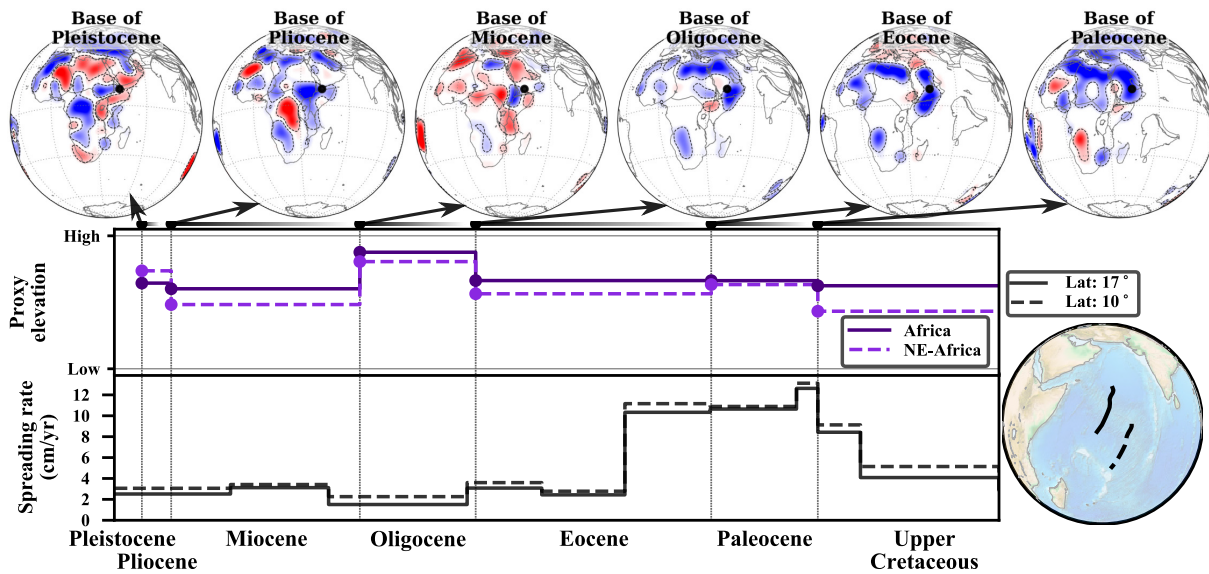 Base of
Pleistocene
Base of
Pliocene
Base of
Miocene
Base of
Oligocene
Base of
Eocene
Base of
Paleocene
High
Proxy
elevation
Low
Africa
NE-Africa
Lat: 17°
Lat: 10°
Spreading rate
(cm/yr)
12
10
8
6
4
2
0
Pleistocene
Pliocene
Miocene
Oligocene
Eocene
Paleocene
Upper
Cretaceous